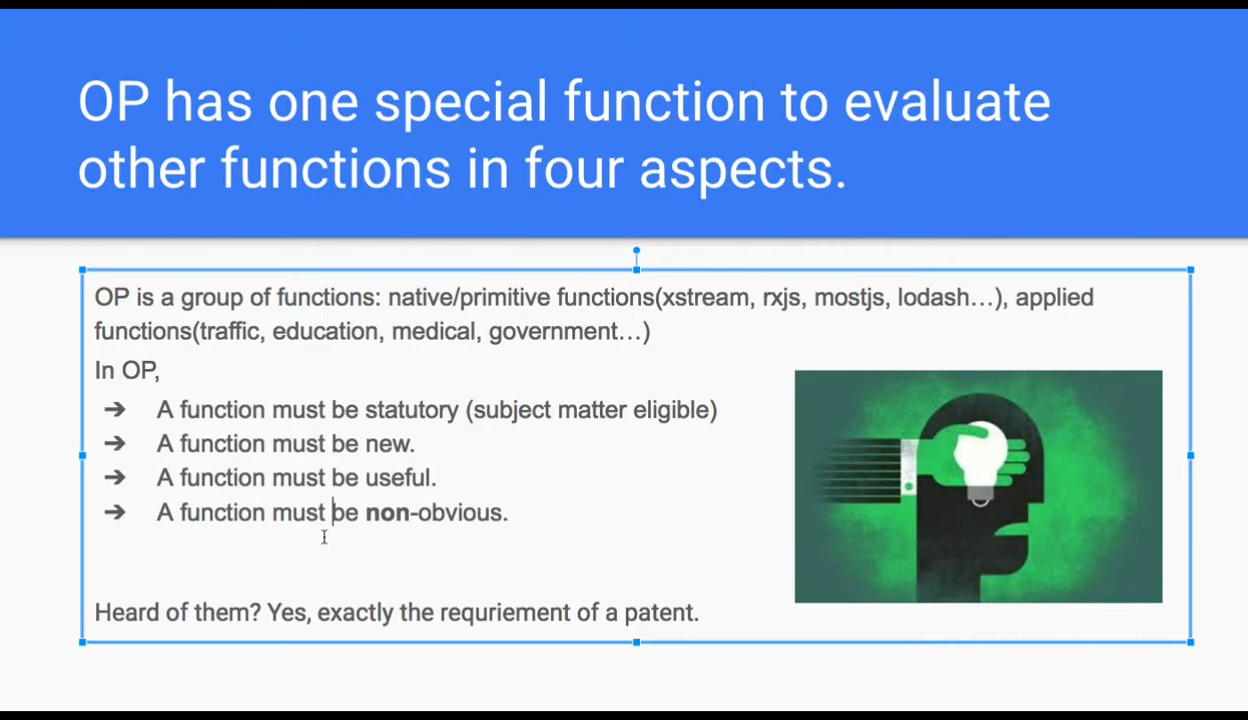 OP has one special function to evaluate
other functions in four aspects.
OP is a group of functions: native/primitive functions(xstream, rxjs, mostjs, lodash…), applied
functions(traffic, education, medical, government…)
In OP,
➔ A function must be statutory (subject matter eligible)
➔ A function must be new.
➔ A function must be useful.
➔ A function must be non-obvious.
Heard of them? Yes, exactly the requriement of a patent.